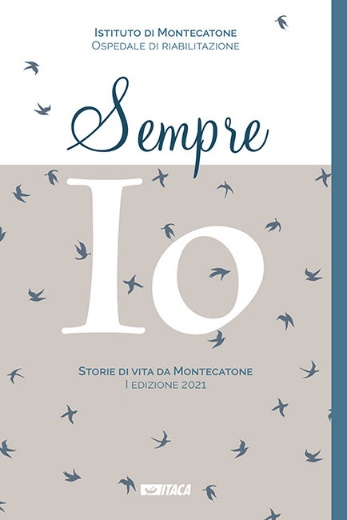 Istituto di Montecatone
Ospedale di riabilitazione
Sempre
Io
Storie di vita da Montecatone
I edizione 2021
ITACA